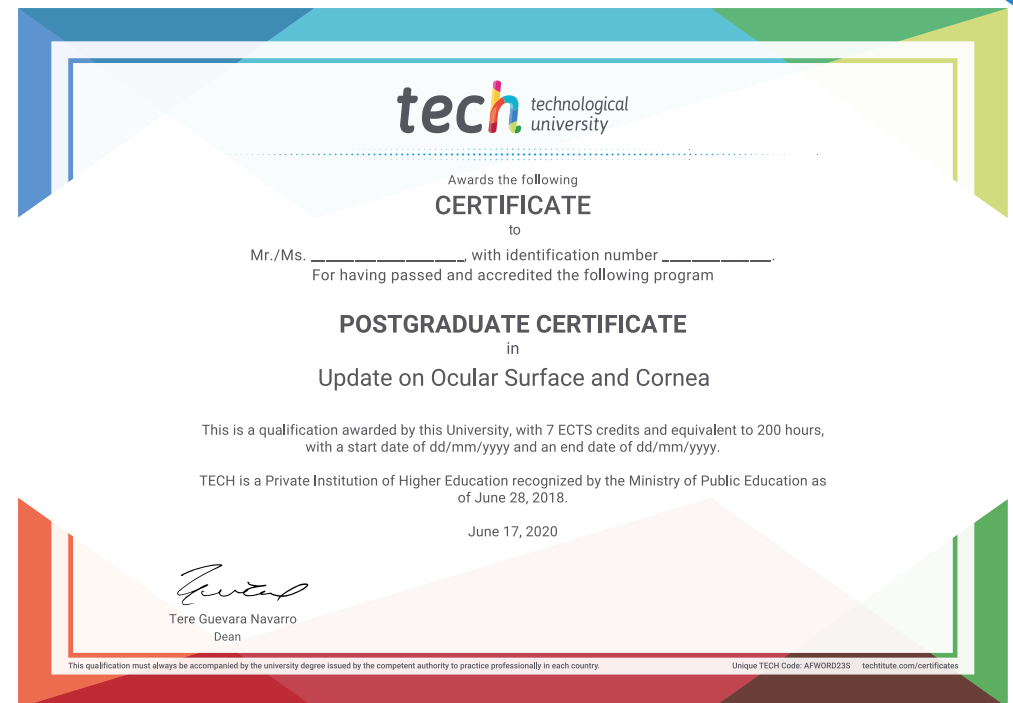 tech technological
university
Awards the following
CERTIFICATE
to
Mr./Ms. ____________________, with identification number ______________.
For having passed and accredited the following program
POSTGRADUATE CERTIFICATE
in
Update on Ocular Surface and Cornea
This is a qualification awarded by this University, with 7 ECTS credits and equivalent to 200 hours,
with a start date of dd/mm/yyyy and an end date of dd/mm/yyyy.
TECH is a Private Institution of Higher Education recognized by the Ministry of Public Education as
of June 28, 2018.
June 17, 2020
Tere Guevara Navarro
Dean
This qualification must always be accompanied by the university degree issued by the competent authority to practice professionally in each country.
Unique TECH Code: AFWORD23S techtitute.com/certificates